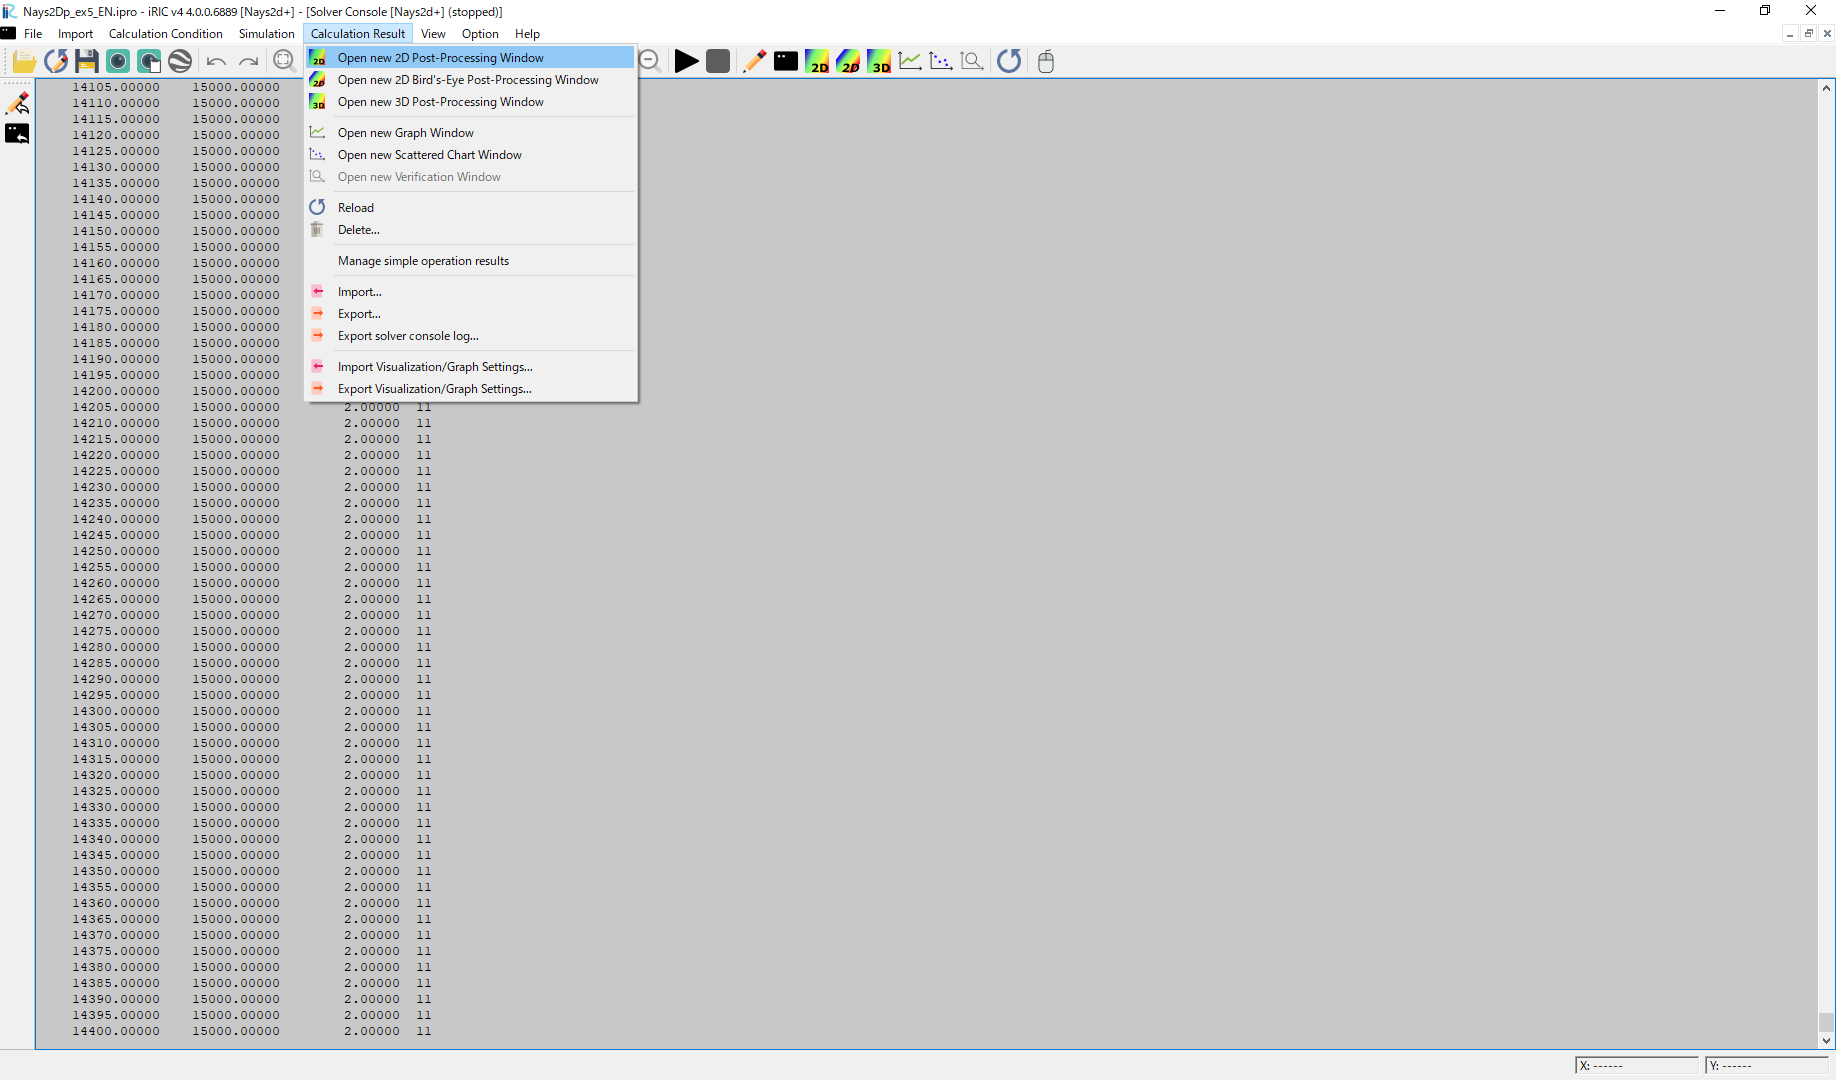 Nays2Dp_ex5_EN.ipro - iRIC v4 4.0.0.6889 [Nays2d+] - [Solver Console [Nays2d+] (stopped)]
File Import Calculation Condition Simulation Calculation Result View Option Help
2D 2D 3D
Open new 2D Post-Processing Window
Open new 2D Bird's-Eye Post-Processing Window
Open new 3D Post-Processing Window
Open new Graph Window
Open new Scattered Chart Window
Open new Verification Window
Reload
Delete...
Manage simple operation results
Import...
Export...
Export solver console log...
Import Visualization/Graph Settings...
Export Visualization/Graph Settings...
14105.00000 15000.00000
14110.00000 15000.00000
14115.00000 15000.00000
14120.00000 15000.00000
14125.00000 15000.00000
14130.00000 15000.00000
14135.00000 15000.00000
14140.00000 15000.00000
14145.00000 15000.00000
14150.00000 15000.00000
14155.00000 15000.00000
14160.00000 15000.00000
14165.00000 15000.00000
14170.00000 15000.00000
14175.00000 15000.00000
14180.00000 15000.00000
14185.00000 15000.00000
14190.00000 15000.00000
14195.00000 15000.00000
14200.00000 15000.00000
14205.00000 15000.00000 2.00000 11
14210.00000 15000.00000 2.00000 11
14215.00000 15000.00000 2.00000 11
14220.00000 15000.00000 2.00000 11
14225.00000 15000.00000 2.00000 11
14230.00000 15000.00000 2.00000 11
14235.00000 15000.00000 2.00000 11
14240.00000 15000.00000 2.00000 11
14245.00000 15000.00000 2.00000 11
14250.00000 15000.00000 2.00000 11
14255.00000 15000.00000 2.00000 11
14260.00000 15000.00000 2.00000 11
14265.00000 15000.00000 2.00000 11
14270.00000 15000.00000 2.00000 11
14275.00000 15000.00000 2.00000 11
14280.00000 15000.00000 2.00000 11
14285.00000 15000.00000 2.00000 11
14290.00000 15000.00000 2.00000 11
14295.00000 15000.00000 2.00000 11
14300.00000 15000.00000 2.00000 11
14305.00000 15000.00000 2.00000 11
14310.00000 15000.00000 2.00000 11
14315.00000 15000.00000 2.00000 11
14320.00000 15000.00000 2.00000 11
14325.00000 15000.00000 2.00000 11
14330.00000 15000.00000 2.00000 11
14335.00000 15000.00000 2.00000 11
14340.00000 15000.00000 2.00000 11
14345.00000 15000.00000 2.00000 11
14350.00000 15000.00000 2.00000 11
14355.00000 15000.00000 2.00000 11
14360.00000 15000.00000 2.00000 11
14365.00000 15000.00000 2.00000 11
14370.00000 15000.00000 2.00000 11
14375.00000 15000.00000 2.00000 11
14380.00000 15000.00000 2.00000 11
14385.00000 15000.00000 2.00000 11
14390.00000 15000.00000 2.00000 11
14395.00000 15000.00000 2.00000 11
14400.00000 15000.00000 2.00000 11
X: ------ Y: ------